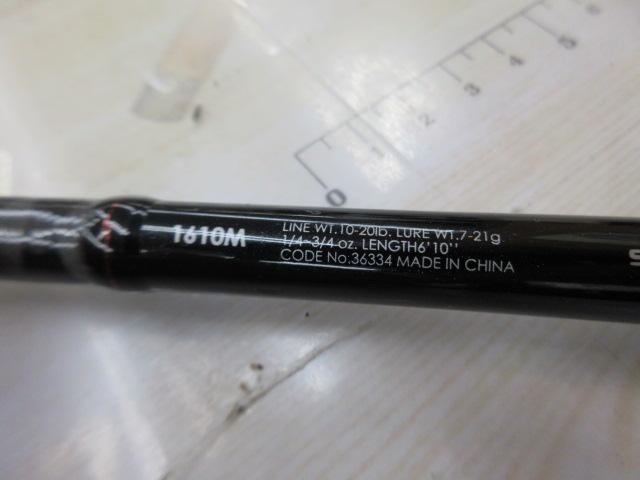 1610M
LINE WT.10-20lb. LURE WT.7-21g
1/4-3/4oz. LENGTH6'10''
CODE No.36334 MADE IN CHINA
S
0 1 2 3 4 5 6